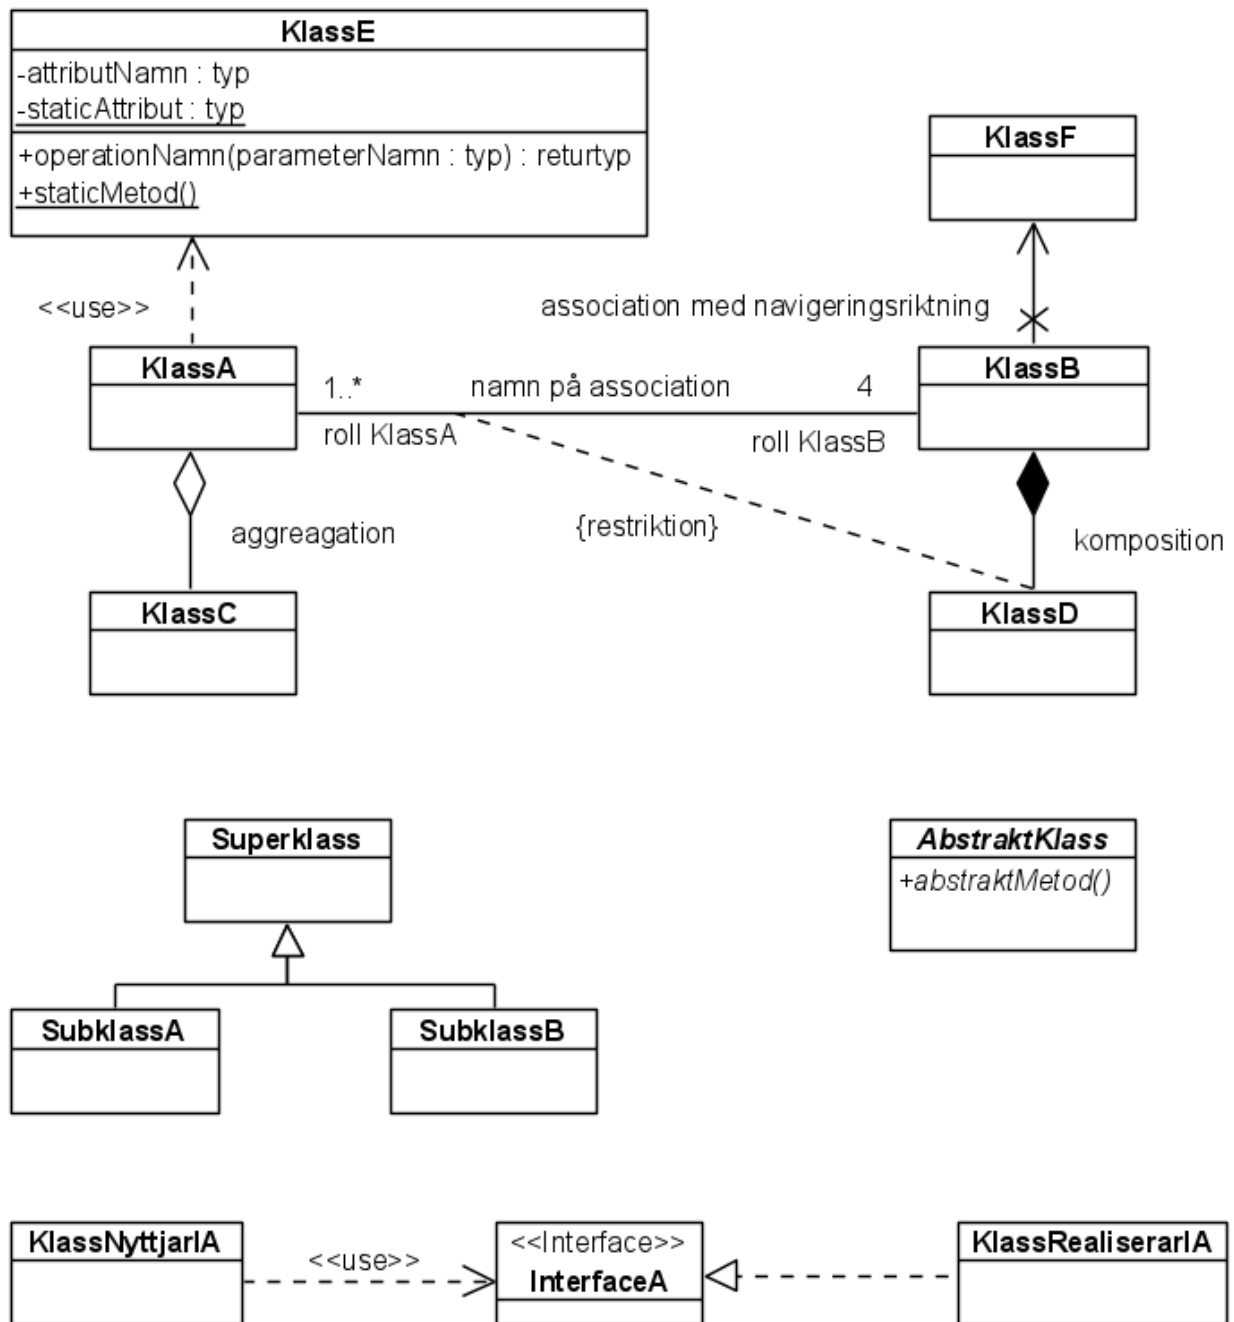 KlassE
-attributNamn : typ
-staticAttribut : typ
+operationNamn(parameterNamn : typ) : returtyp
+staticMetod()
KlassF
<<use>>
association med navigeringsriktning
KlassA
KlassB
1..*
namn på association
4
roll KlassA
roll KlassB
{restriktion}
aggreagation
komposition
KlassC
KlassD
Superklass
AbstraktKlass
+abstraktMetod()
SubklassA
SubklassB
KlassNyttjarIA
<<use>>
<<Interface>>
InterfaceA
KlassRealiserarIA